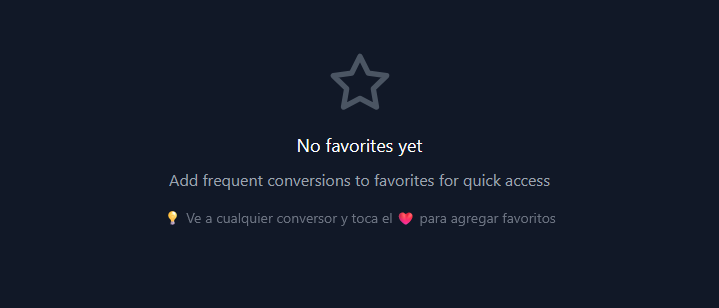 No favorites yet
Add frequent conversions to favorites for quick access
💡 Ve a cualquier conversor y toca el ❤️ para agregar favoritos